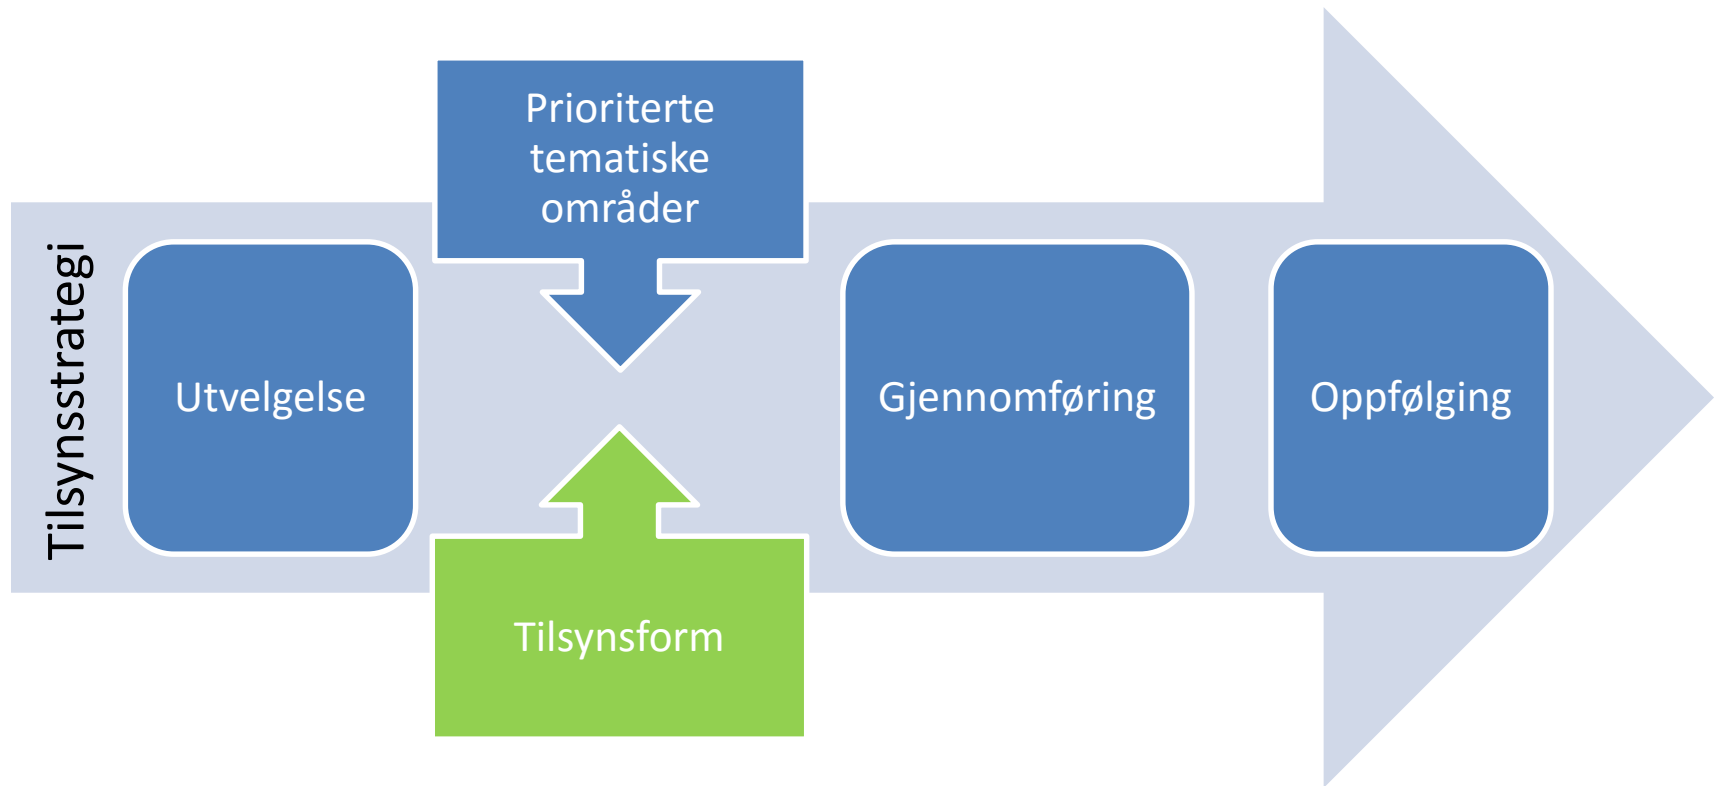 Tilsynsstrategi
Utvelgelse
Prioriterte
tematiske
områder
Tilsynsform
Gjennomføring
Oppfølging